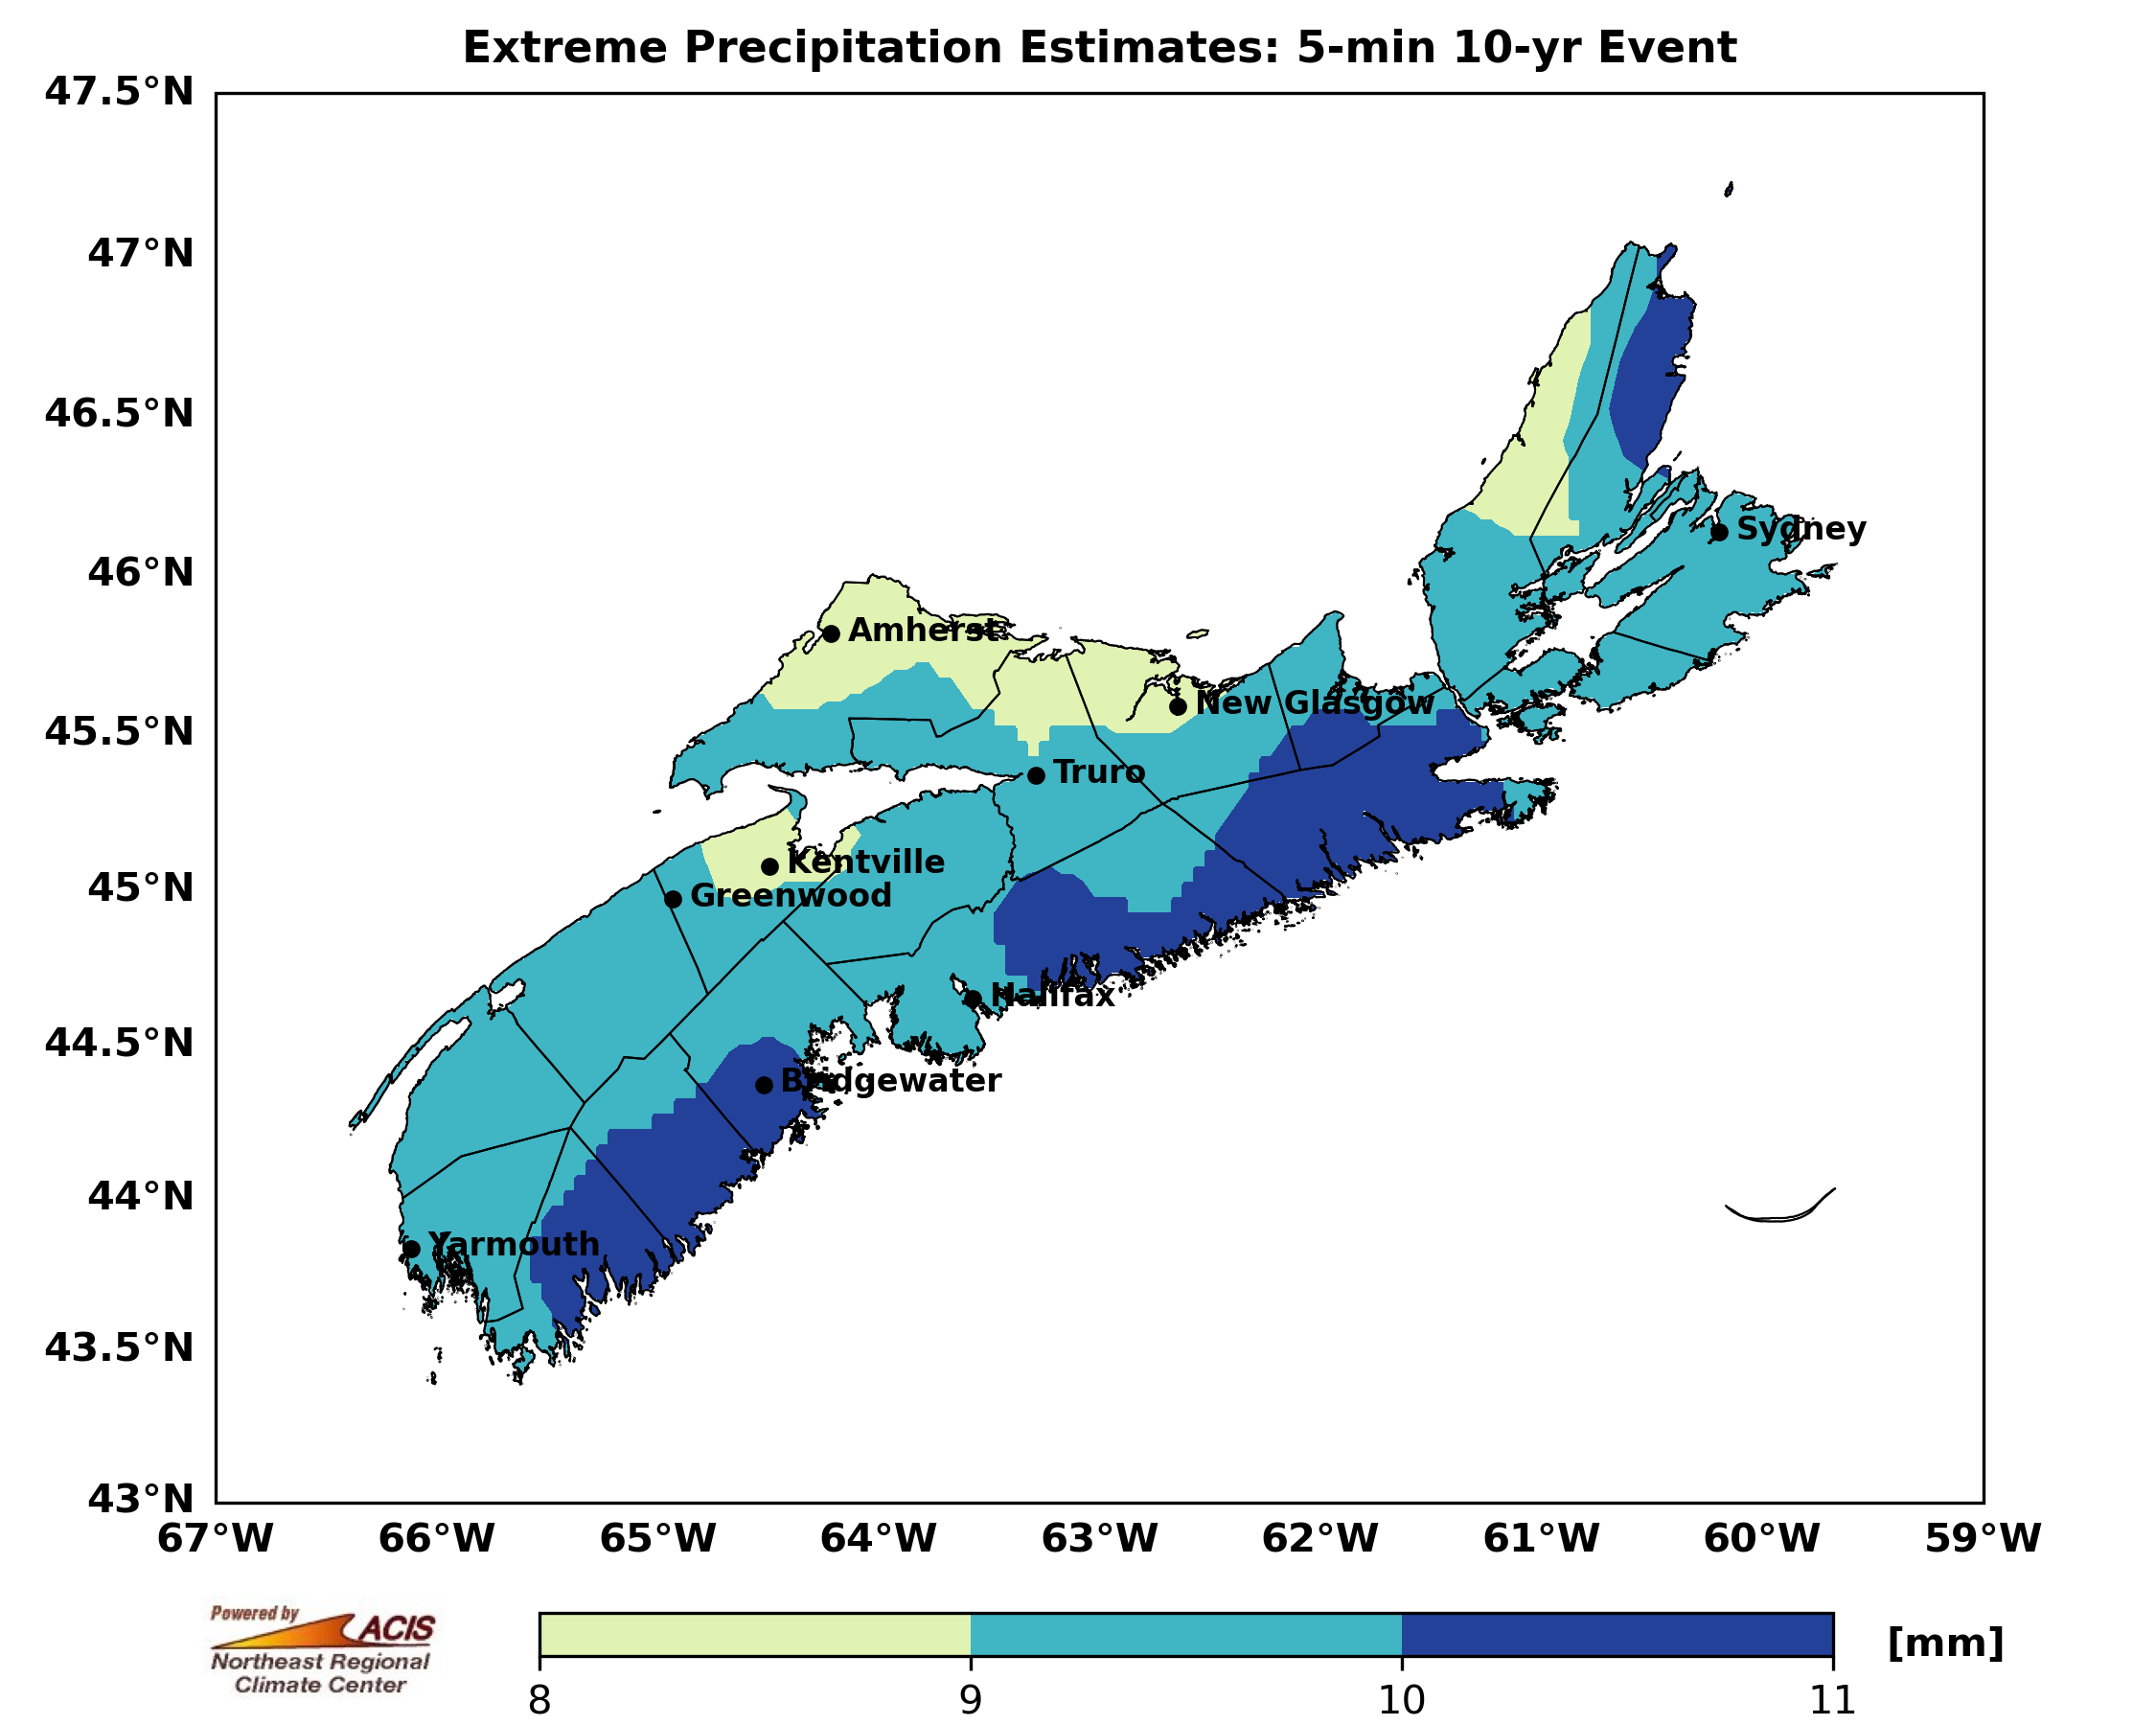 Extreme Precipitation Estimates: 5-min 10-yr Event
47.5°N
47°N
46.5°N
46°N
45.5°N
45°N
44.5°N
44°N
43.5°N
43°N
67°W 66°W 65°W 64°W 63°W 62°W 61°W 60°W 59°W
Sydney
Amherst
New Glasgow
Truro
Kentville
Greenwood
Halifax
Bridgewater
Yarmouth
Powered by
ACIS
Northeast Regional
Climate Center
[mm]
8 9 10 11